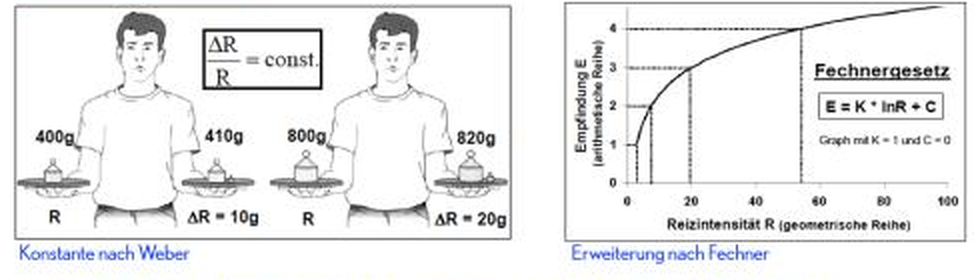 ΔR
R
= const.
400g
410g
800g
820g
R
ΔR = 10g
R
ΔR = 20g
Konstante nach Weber
Empfindung E
(arithmetische Reihe)
4
3
2
1
0
0 20 40 60 80 100
Reizintensität R (geometrische Reihe)
Fechnergesetz
E = K * lnR + C
Graph mit K = 1 und C = 0
Erweiterung nach Fechner